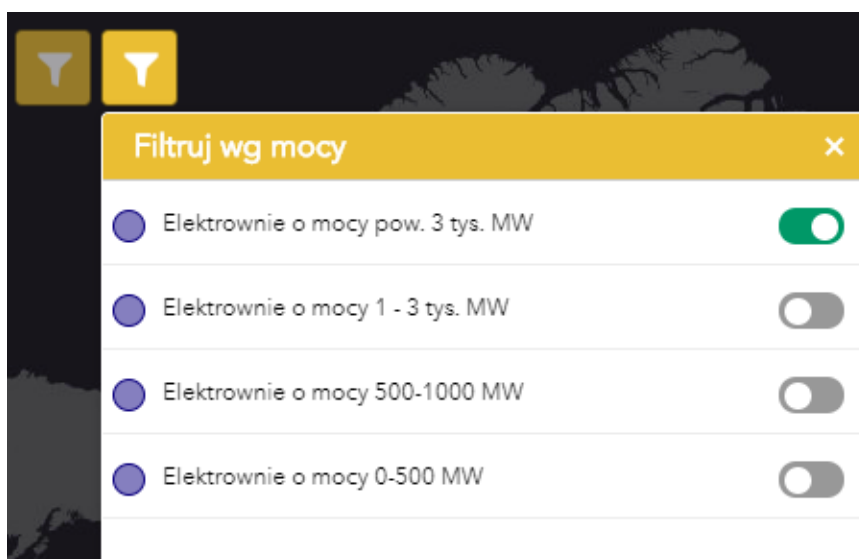 Filtruj wg mocy
Elektrownie o mocy pow. 3 tys. MW
Elektrownie o mocy 1 - 3 tys. MW
Elektrownie o mocy 500-1000 MW
Elektrownie o mocy 0-500 MW